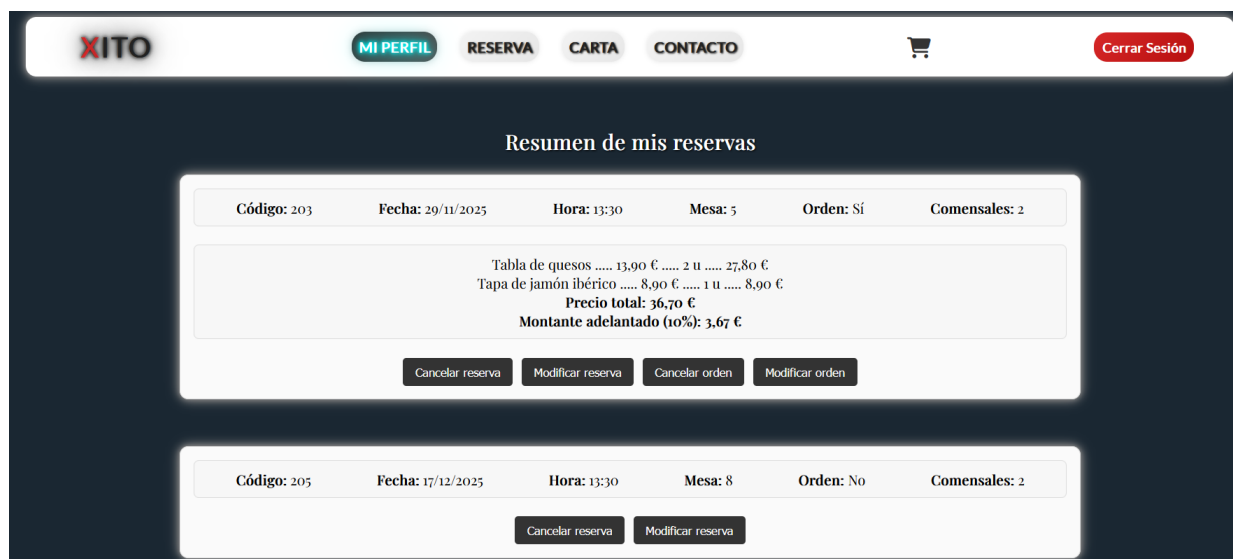 XITO MI PERFIL RESERVA CARTA CONTACTO Cerrar Sesión
Resumen de mis reservas
Código: 203 Fecha: 29/11/2025 Hora: 13:30 Mesa: 5 Orden: Sí Comensales: 2
Tabla de quesos ..... 13,90 € ..... 2 u ..... 27,80 €
Tapa de jamón ibérico ..... 8,90 € ..... 1 u ..... 8,90 €
Precio total: 36,70 €
Montante adelantado (10%): 3,67 €
Cancelar reserva Modificar reserva Cancelar orden Modificar orden
Código: 205 Fecha: 17/12/2025 Hora: 13:30 Mesa: 8 Orden: No Comensales: 2
Cancelar reserva Modificar reserva